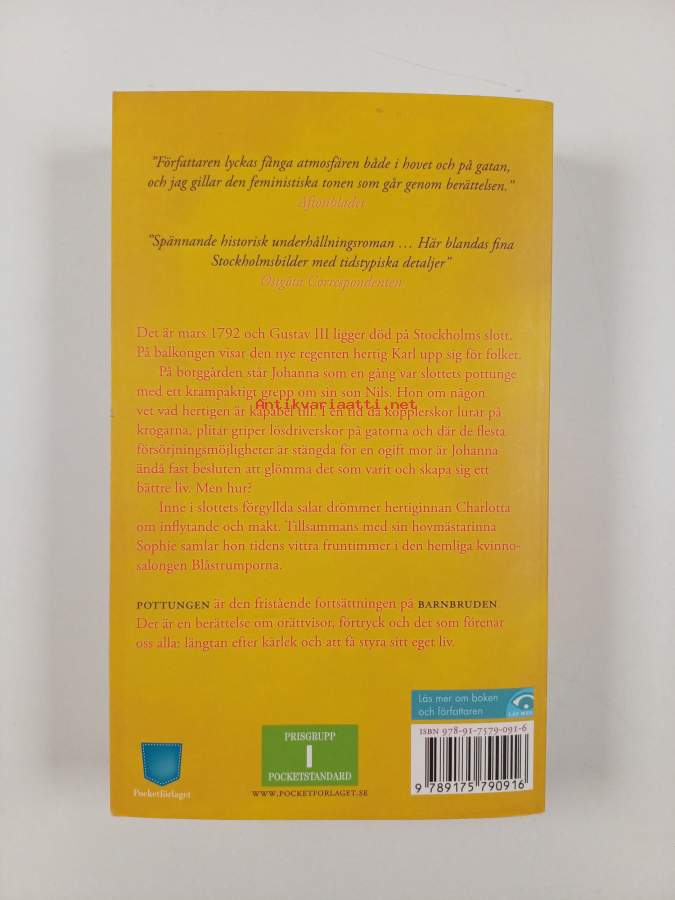 "Författaren lyckas fånga atmosfären både i hovet och på gatan,
och jag gillar den feministiska tonen som går genom berättelsen."
Aftonbladet
"Spännande historisk underhållningsroman … Här blandas fina
Stockholmsbilder med tidstypiska detaljer"
Östgöta Correspondenten
Det är mars 1792 och Gustav III ligger död på Stockholms slott.
På balkongen visar den nye regenten hertig Karl upp sig för folket.
På borggården står Johanna som en gång var slottets pottunge
med ett krampaktigt grepp om sin son Nils. Hon om någon
vet vad hertigen är kapabel till. I en tid då kopplerskor lurar på
Antikvariaatti.net
krogarna, plitar griper lösdriverskor på gatorna och där de flesta
försörjningsmöjligheter är stängda för en ogift mor är Johanna
ändå fast besluten att glömma det som varit och skapa sig ett
bättre liv. Men hur?
Inne i slottets förgyllda salar drömmer hertiginnan Charlotta
om inflytande och makt. Tillsammans med sin hovmästarinna
Sophie samlar hon tidens vittra fruntimmer i den hemliga kvinno-
salongen Blåstrumporna.
POTTUNGEN är den fristående fortsättningen på BARNBRUDEN.
Det är en berättelse om orättvisor, förtryck och det som förenar
oss alla: längtan efter kärlek och att få styra sitt eget liv.
Läs mer om boken
och författaren
LÄS MER
ISBN 978-91-7579-091-6
9 789175 790916
PRISGRUPP
I
POCKETSTANDARD
WWW.POCKETFORLAGET.SE
Pocketförlaget